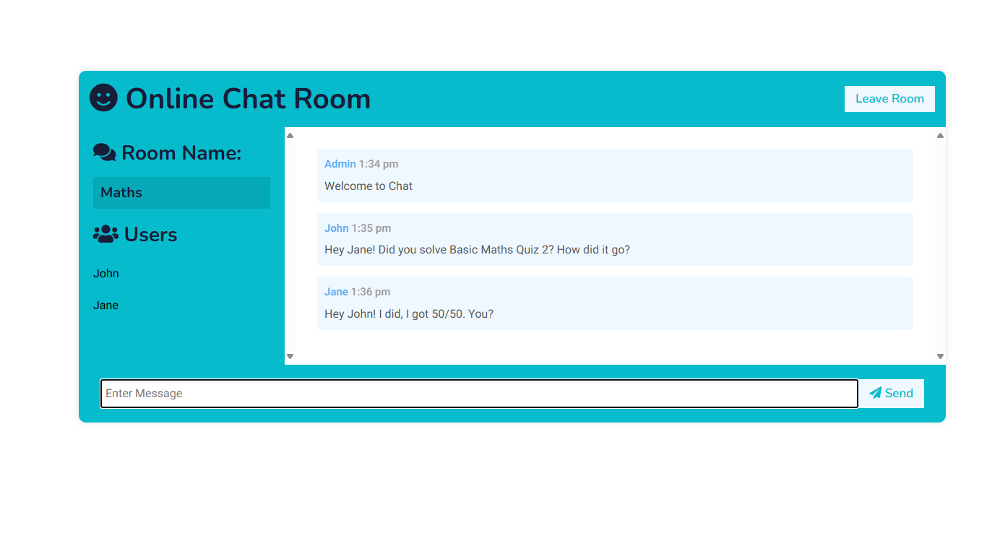 Online Chat Room
Leave Room
Room Name:
Maths
Users
John
Jane
Admin 1:34 pm
Welcome to Chat
John 1:35 pm
Hey Jane! Did you solve Basic Maths Quiz 2? How did it go?
Jane 1:36 pm
Hey John! I did, I got 50/50. You?
Enter Message
Send